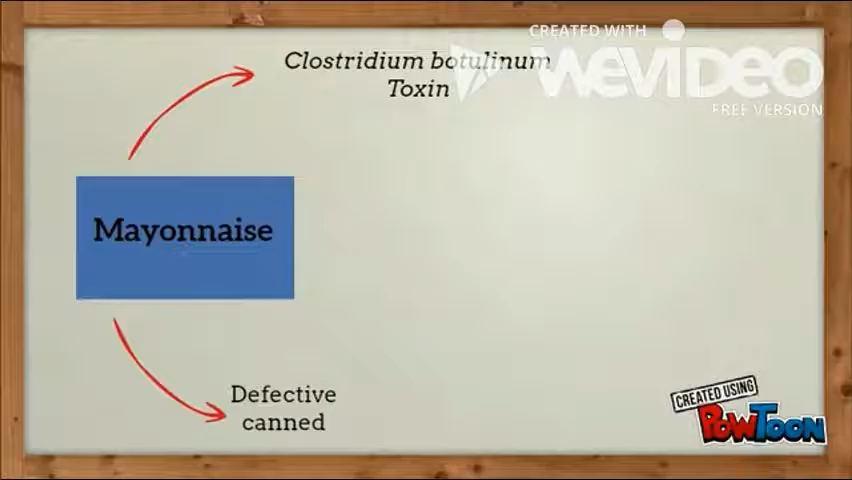 CREATED WITH
WEVIDEO
FREE VERSION
Clostridium botulinum
Toxin
Mayonnaise
Defective
canned
CREATED USING
POWTOON